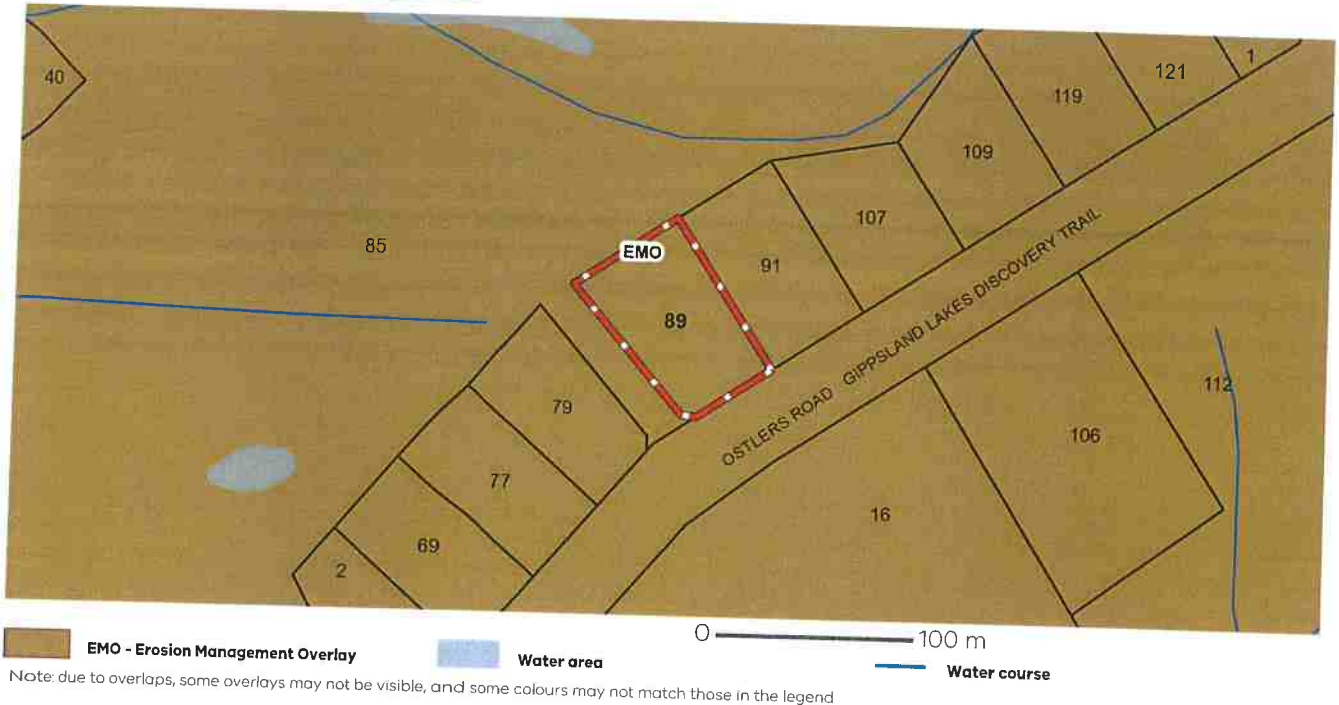 40
1
121
119
109
107
85
EMO
91
89
OSTLERS ROAD GIPPSLAND LAKES DISCOVERY TRAIL
112
79
106
77
16
69
2
0 100 m
EMO - Erosion Management Overlay
Water area
Water course
Note: due to overlaps, some overlays may not be visible, and some colours may not match those in the legend